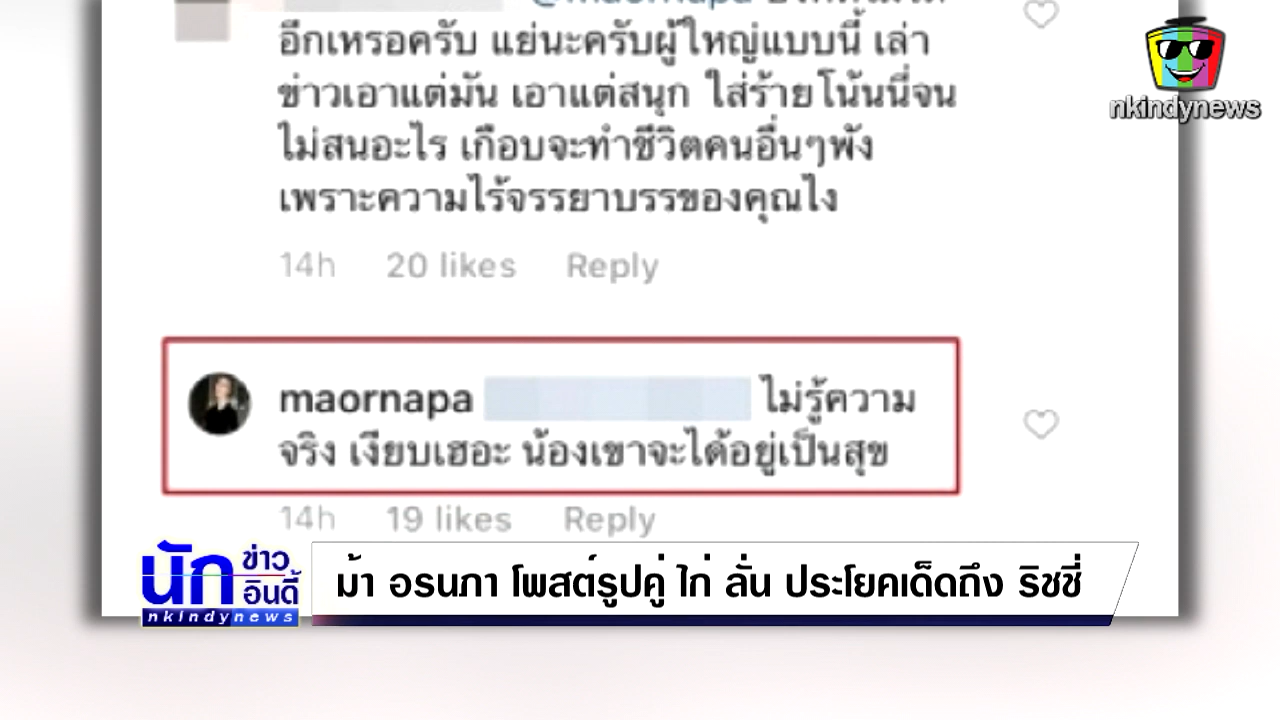 @maornapa
อีกเหรอครับ แย่นะครับผู้ใหญ่แบบนี้ เล่า
ข่าวเอาแต่มัน เอาแต่สนุก ใส่ร้ายโน้นนี่จน
ไม่สนอะไร เกือบจะทำชีวิตคนอื่นๆพัง
เพราะความไร้จรรยาบรรของคุณไง
14h 20 likes Reply
nkindynews
maornapa ไม่รู้ความ
จริง เงียบเฮอะ น้องเขาจะได้อยู่เป็นสุข
14h 19 likes Reply
นักข่าวอินดี้
nkindynews
ม้า อรนภา โพสต์รูปคู่ ไก่ ลั่น ประโยคเด็ดถึง ริชชี่